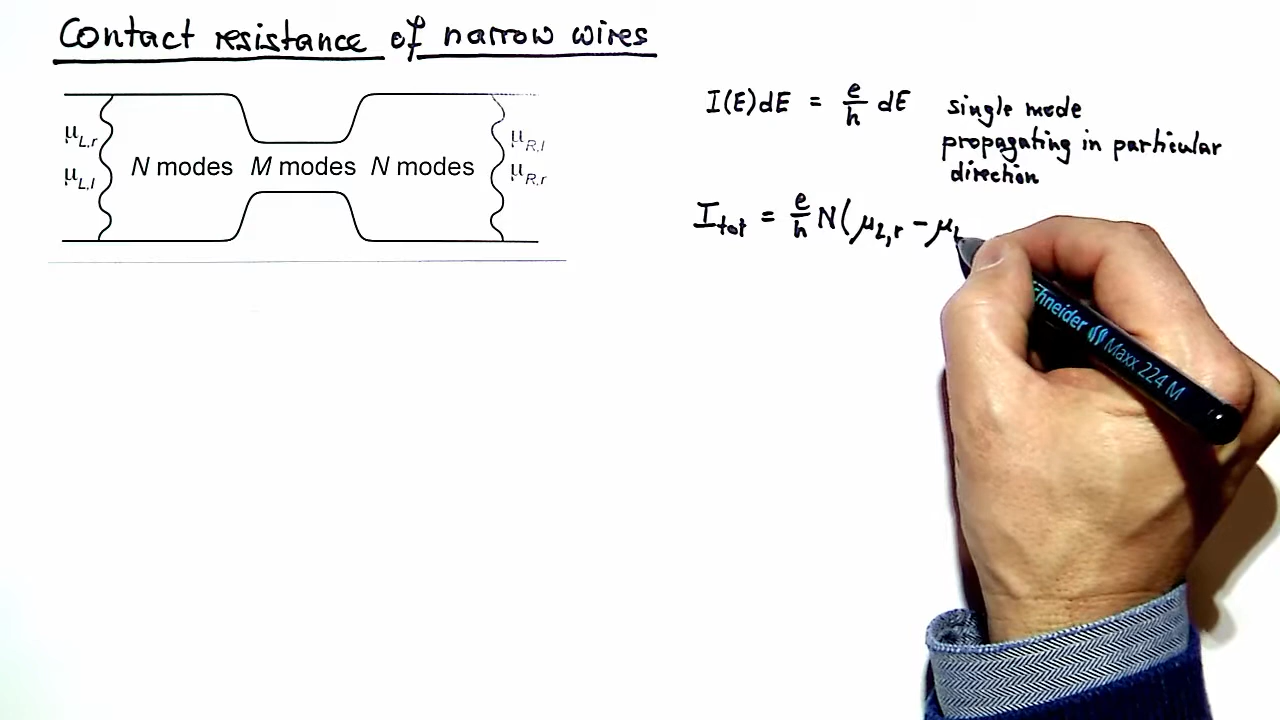 Contact resistance of narrow wires
μL,r
μL,l
N modes M modes N modes
μR,l
μR,r
I(E)dE = e/h dE
single mode
propagating in particular
direction
Itot = e/h N(μL,r - μL
Schneider Maxx 224 M